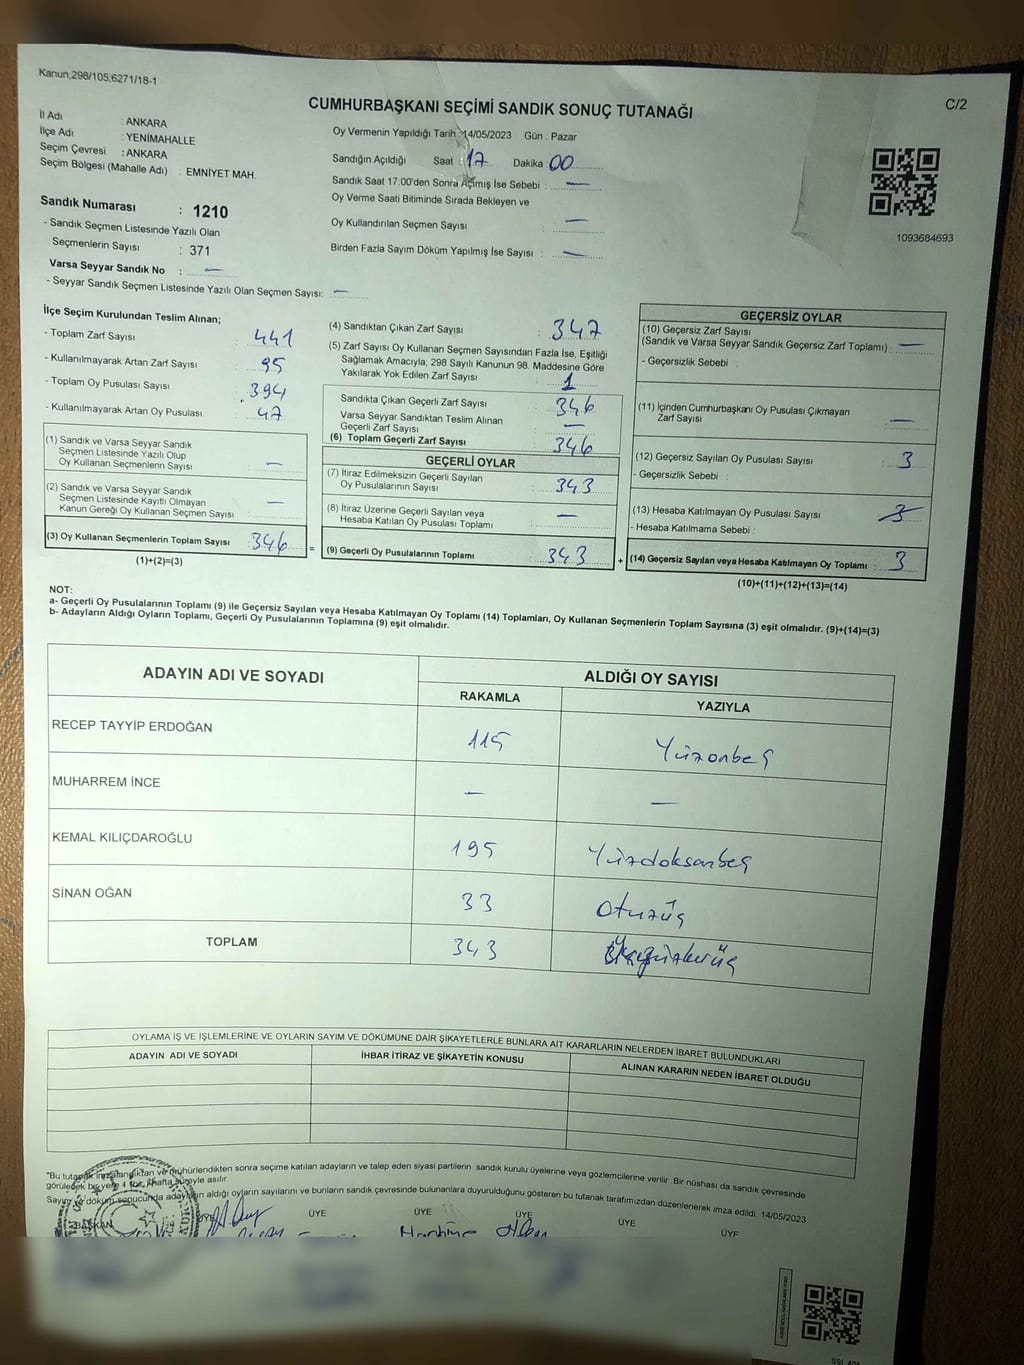 Kanun;298/105;6271/18-1
C/2
CUMHURBAŞKANI SEÇİMİ SANDIK SONUÇ TUTANAĞI
İl Adı : ANKARA
İlçe Adı : YENİMAHALLE
Seçim Çevresi : ANKARA
Seçim Bölgesi (Mahalle Adı) : EMNİYET MAH.
Sandık Numarası : 1210
- Sandık Seçmen Listesinde Yazılı Olan
Seçmenlerin Sayısı : 371
Varsa Seyyar Sandık No : —
- Seyyar Sandık Seçmen Listesinde Yazılı Olan Seçmen Sayısı: —
Oy Vermenin Yapıldığı Tarih : 14/05/2023 Gün : Pazar
Sandığın Açıldığı Saat : 17 Dakika 00
Sandık Saat 17:00'den Sonra Açılmış İse Sebebi : —
Oy Verme Saati Bitiminde Sırada Bekleyen ve
Oy Kullandırılan Seçmen Sayısı : —
Birden Fazla Sayım Döküm Yapılmış İse Sayısı : —
1093684693
İlçe Seçim Kurulundan Teslim Alınan;
- Toplam Zarf Sayısı : 441
- Kullanılmayarak Artan Zarf Sayısı : 95
- Toplam Oy Pusulası Sayısı : 394
- Kullanılmayarak Artan Oy Pusulası : 47
(1) Sandık ve Varsa Seyyar Sandık
Seçmen Listesinde Yazılı Olup
Oy Kullanan Seçmenlerin Sayısı : —
(2) Sandık ve Varsa Seyyar Sandık
Seçmen Listesinde Kayıtlı Olmayan
Kanun Gereği Oy Kullanan Seçmen Sayısı : —
(3) Oy Kullanan Seçmenlerin Toplam Sayısı : 346 =
(1)+(2)=(3)
(4) Sandıktan Çıkan Zarf Sayısı : 347
(5) Zarf Sayısı Oy Kullanan Seçmen Sayısından Fazla İse, Eşitliği
Sağlamak Amacıyla, 298 Sayılı Kanunun 98. Maddesine Göre
Yakılarak Yok Edilen Zarf Sayısı : 1
Sandıkta Çıkan Geçerli Zarf Sayısı : 346
Varsa Seyyar Sandıktan Teslim Alınan
Geçerli Zarf Sayısı : —
(6) Toplam Geçerli Zarf Sayısı : 346
GEÇERLİ OYLAR
(7) İtiraz Edilmeksizin Geçerli Sayılan
Oy Pusulalarının Sayısı : 343
(8) İtiraz Üzerine Geçerli Sayılan veya
Hesaba Katılan Oy Pusulası Toplamı : —
(9) Geçerli Oy Pusulalarının Toplamı : 343 +
GEÇERSİZ OYLAR
(10) Geçersiz Zarf Sayısı
(Sandık ve Varsa Seyyar Sandık Geçersiz Zarf Toplamı) : —
- Geçersizlik Sebebi :
(11) İçinden Cumhurbaşkanı Oy Pusulası Çıkmayan
Zarf Sayısı : —
(12) Geçersiz Sayılan Oy Pusulası Sayısı : 3
- Geçersizlik Sebebi :
(13) Hesaba Katılmayan Oy Pusulası Sayısı : 3
- Hesaba Katılmama Sebebi :
(14) Geçersiz Sayılan veya Hesaba Katılmayan Oy Toplamı : 3
(10)+(11)+(12)+(13)=(14)
NOT:
a- Geçerli Oy Pusulalarının Toplamı (9) ile Geçersiz Sayılan veya Hesaba Katılmayan Oy Toplamı (14) Toplamları, Oy Kullanan Seçmenlerin Toplam Sayısına (3) eşit olmalıdır. (9)+(14)=(3)
b- Adayların Aldığı Oyların Toplamı, Geçerli Oy Pusulalarının Toplamına (9) eşit olmalıdır.
ADAYIN ADI VE SOYADI ALDIĞI OY SAYISI
RAKAMLA YAZIYLA
RECEP TAYYİP ERDOĞAN 115 Yüzonbeş
MUHARREM İNCE — —
KEMAL KILIÇDAROĞLU 195 Yüzdoksanbeş
SİNAN OĞAN 33 Otuzüç
TOPLAM 343
OYLAMA İŞ VE İŞLEMLERİNE VE OYLARIN SAYIM VE DÖKÜMÜNE DAİR ŞİKAYETLERLE BUNLARA AİT KARARLARIN NELERDEN İBARET BULUNDUKLARI
ADAYIN ADI VE SOYADI İHBAR İTİRAZ VE ŞİKAYETİN KONUSU ALINAN KARARIN NEDEN İBARET OLDUĞU
"Bu tutanak imzalandıktan ve mühürlendikten sonra seçime katılan adayların ve talep eden siyasi partilerin sandık kurulu üyelerine veya gözlemcilerine verilir. Bir nüshası da sandık çevresinde
görülecek bir yere 1 hafta süreyle asılır.
Sayım ve döküm sonucunda adayların aldığı oyların sayılarını ve bunların sandık çevresinde bulunanlara duyurulduğunu gösteren bu tutanak tarafımızdan düzenlenerek imza edildi. 14/05/2023
BAŞKAN ÜYE ÜYE ÜYE ÜYE ÜYE ÜYE